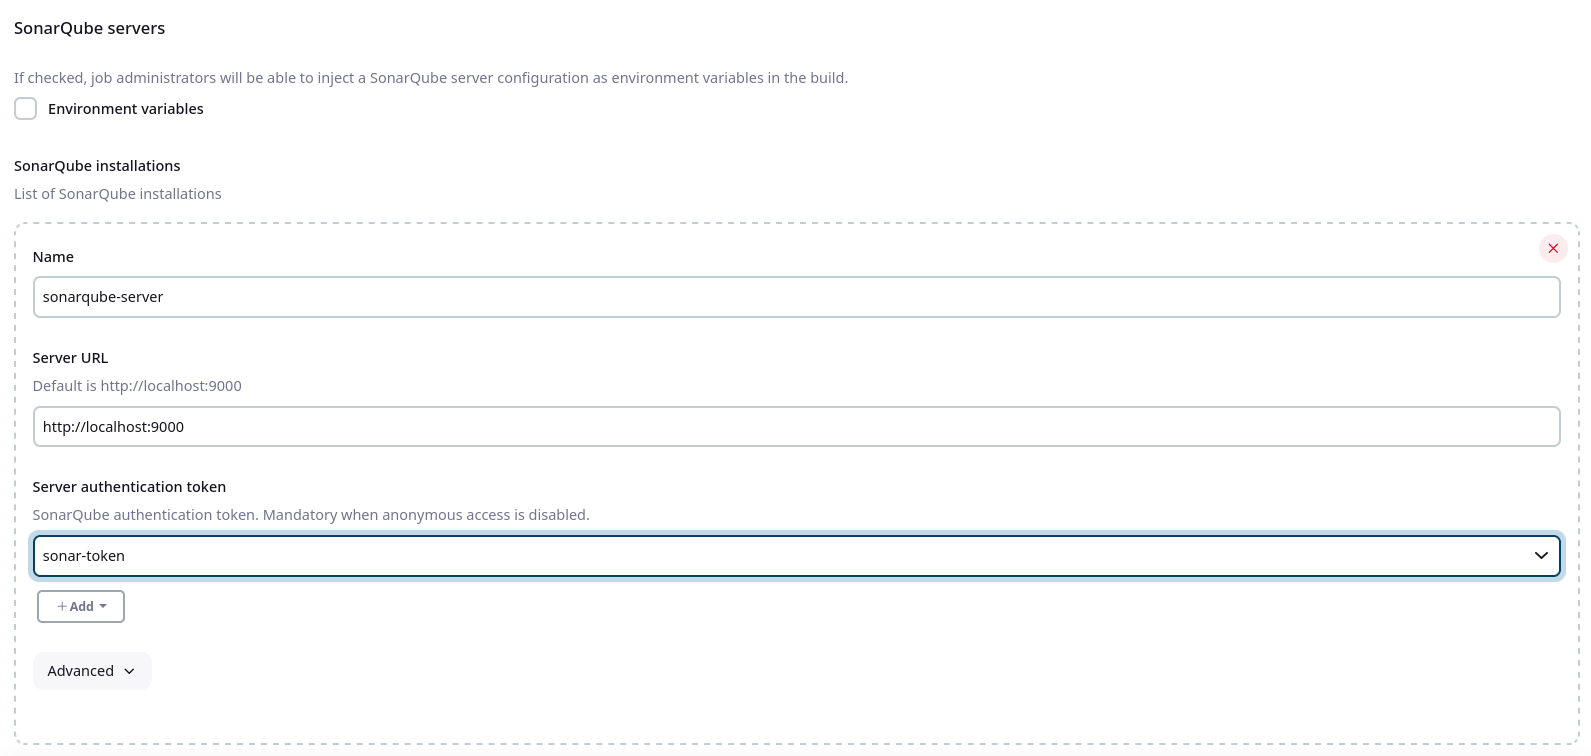 SonarQube servers
If checked, job administrators will be able to inject a SonarQube server configuration as environment variables in the build.
Environment variables
SonarQube installations
List of SonarQube installations
Name
sonarqube-server
Server URL
Default is http://localhost:9000
http://localhost:9000
Server authentication token
SonarQube authentication token. Mandatory when anonymous access is disabled.
sonar-token
+ Add
Advanced